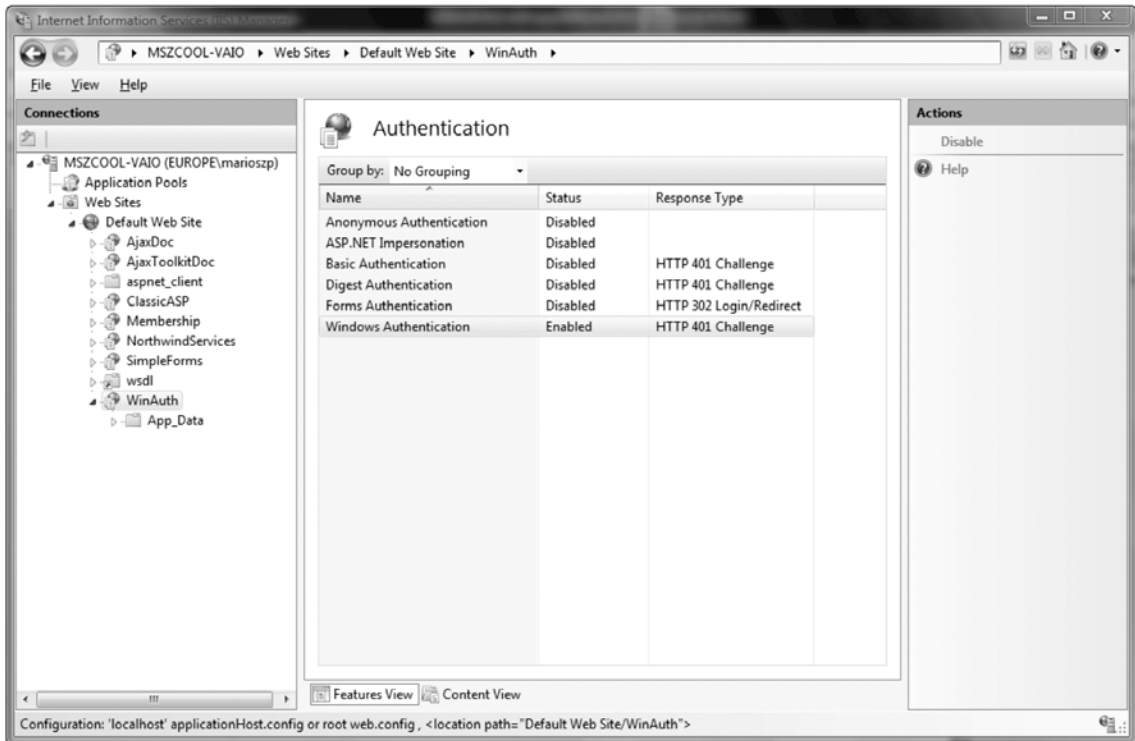 Internet Information Services (IIS) Manager
MSZCOOL-VAIO Web Sites Default Web Site WinAuth
File View Help
Connections
MSZCOOL-VAIO (EUROPE\marioszp)
Application Pools
Web Sites
Default Web Site
AjaxDoc
AjaxToolkitDoc
aspnet_client
ClassicASP
Membership
NorthwindServices
SimpleForms
wsdl
WinAuth
App_Data
Authentication
Group by: No Grouping
Name Status Response Type
Anonymous Authentication Disabled
ASP.NET Impersonation Disabled
Basic Authentication Disabled HTTP 401 Challenge
Digest Authentication Disabled HTTP 401 Challenge
Forms Authentication Disabled HTTP 302 Login/Redirect
Windows Authentication Enabled HTTP 401 Challenge
Features View Content View
Actions
Disable
Help
Configuration: 'localhost' applicationHost.config or root web.config , <location path="Default Web Site/WinAuth">